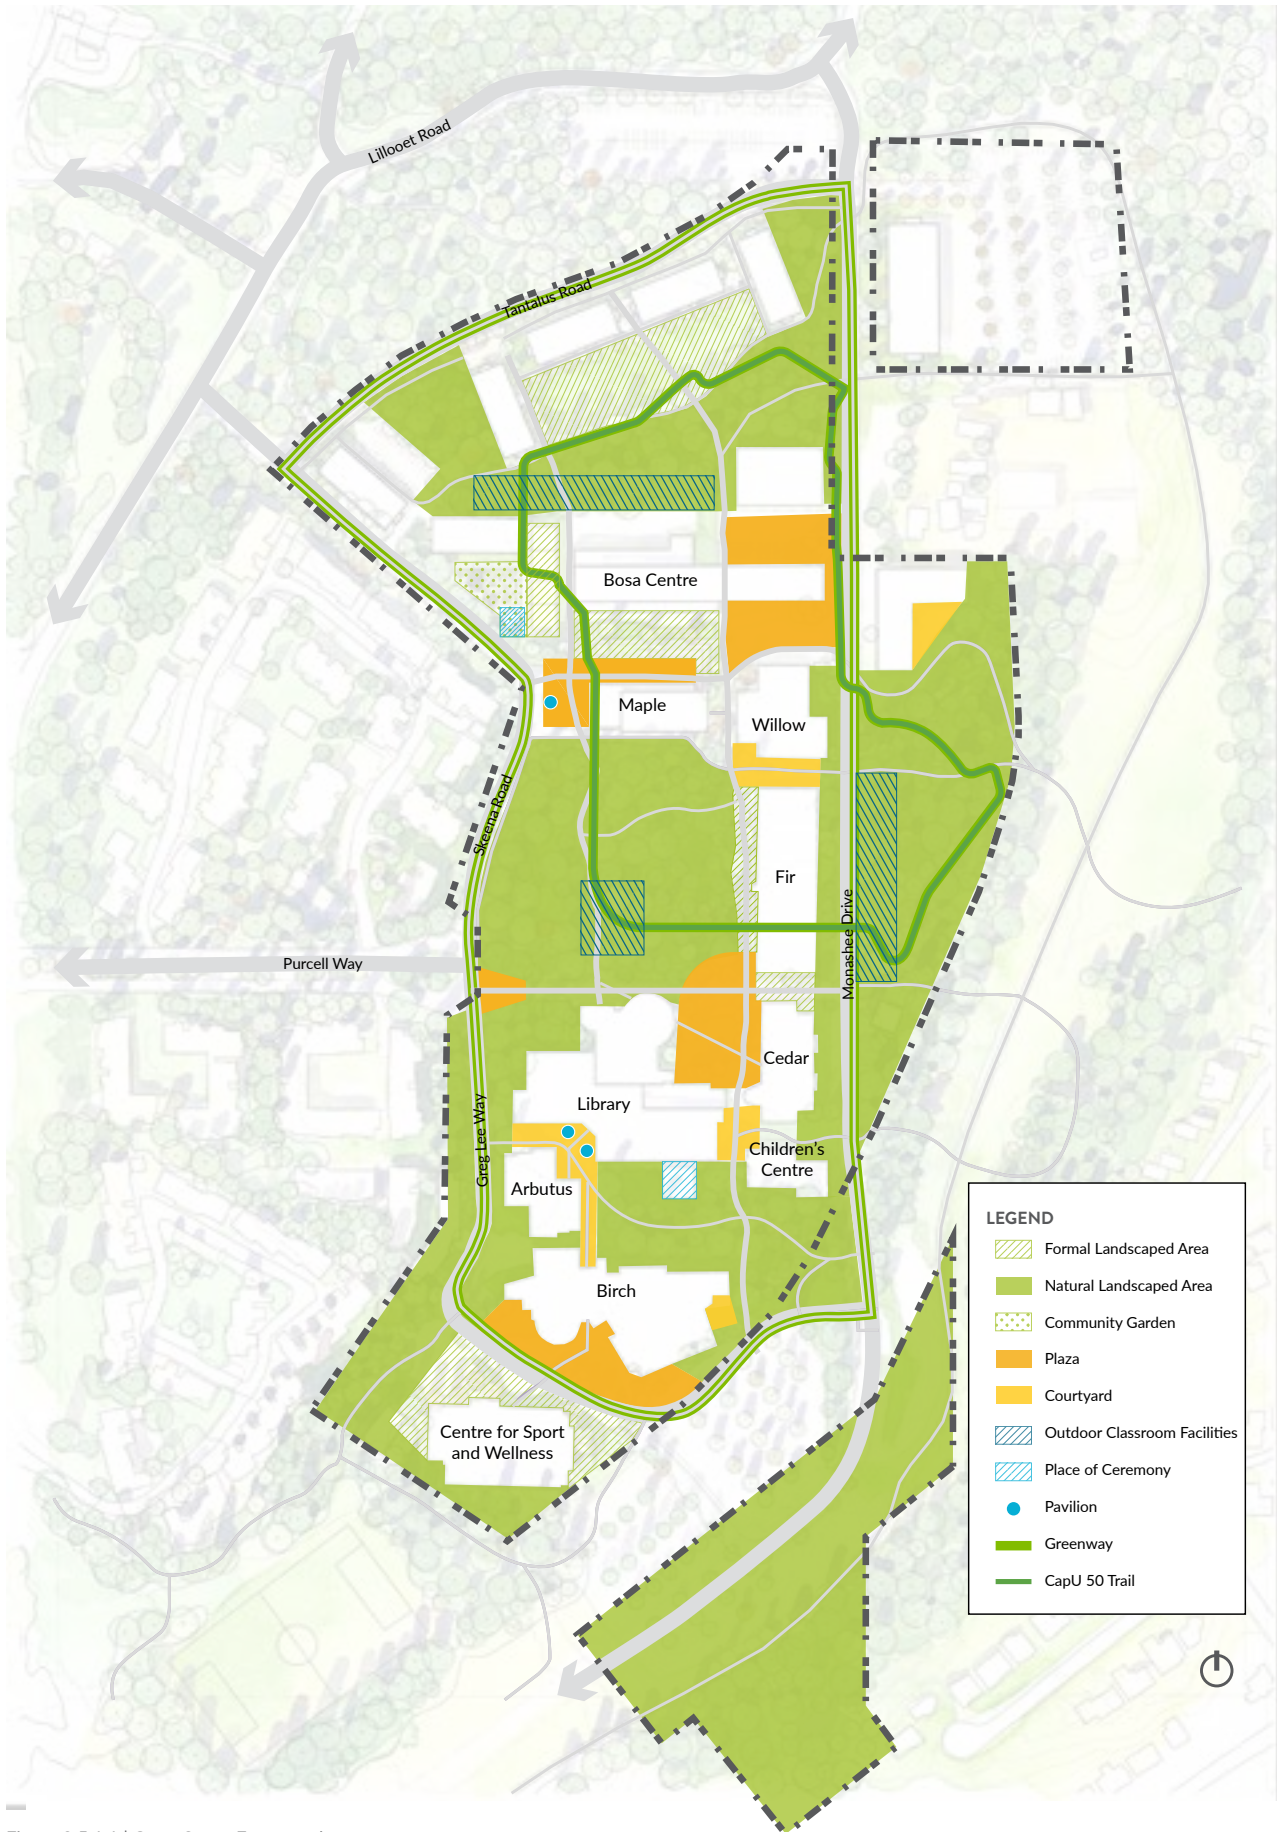 Lillooet Road
Tantalus Road
Bosa Centre
Maple
Willow
Skeena Road
Fir
Monashee Drive
Purcell Way
Cedar
Library
Greg Lee Way
Children's
Centre
Arbutus
Birch
Centre for Sport
and Wellness
LEGEND
Formal Landscaped Area
Natural Landscaped Area
Community Garden
Plaza
Courtyard
Outdoor Classroom Facilities
Place of Ceremony
Pavilion
Greenway
CapU 50 Trail